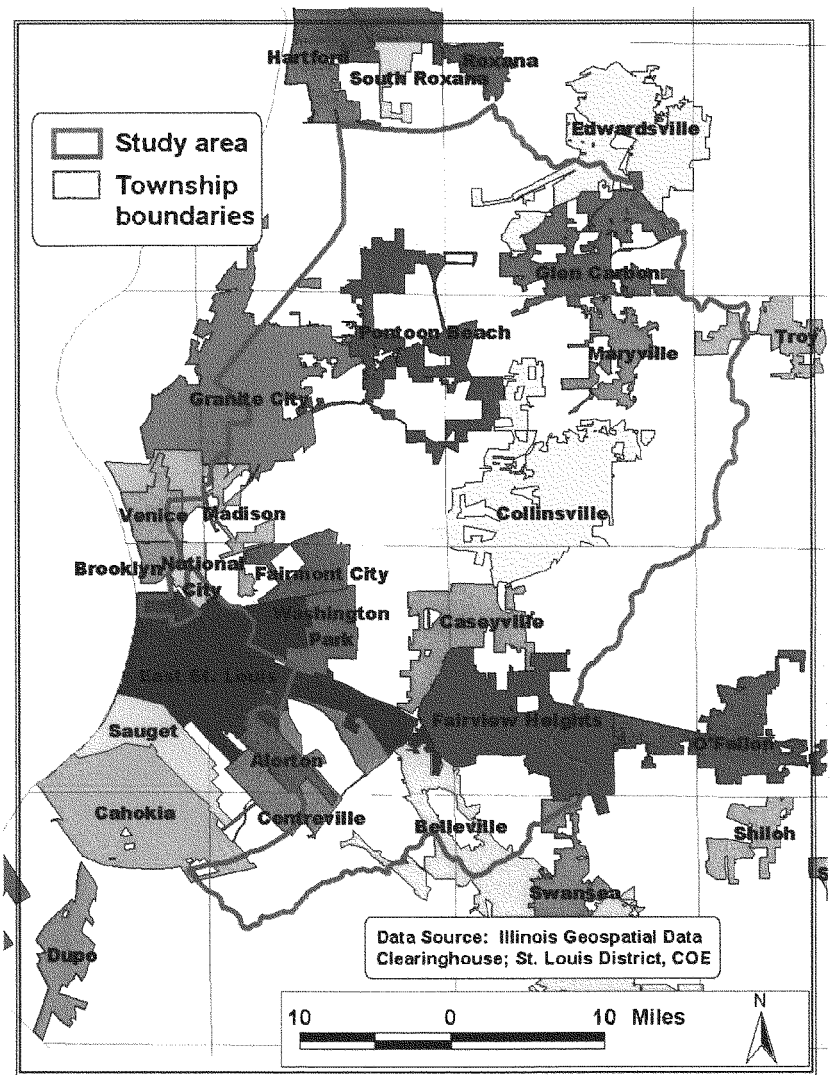 Hartford
Roxana
South Roxana
Edwardsville
Study area
Township
boundaries
Glen Carbon
Pontoon Beach
Troy
Maryville
Granite City
Collinsville
Venice
Madison
Brooklyn
National
City
Fairmont City
Washington
Park
Caseyville
East St. Louis
Fairview Heights
Sauget
O'Fallon
Alorton
Cahokia
Centreville
Belleville
Shiloh
S
Swansea
Dupo
Data Source: Illinois Geospatial Data
Clearinghouse; St. Louis District, COE
N
10 0 10 Miles